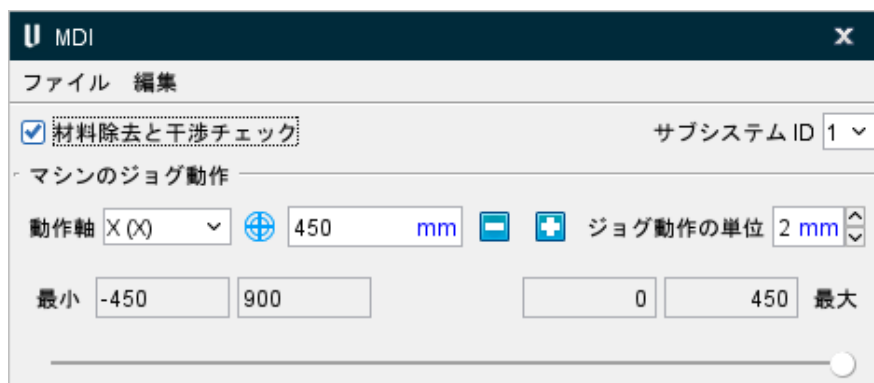 MDI
ファイル 編集
材料除去と干渉チェック サブシステム ID 1
マシンのジョグ動作
動作軸 X (X) 450 mm ジョグ動作の単位 2 mm
最小 -450 900 0 450 最大